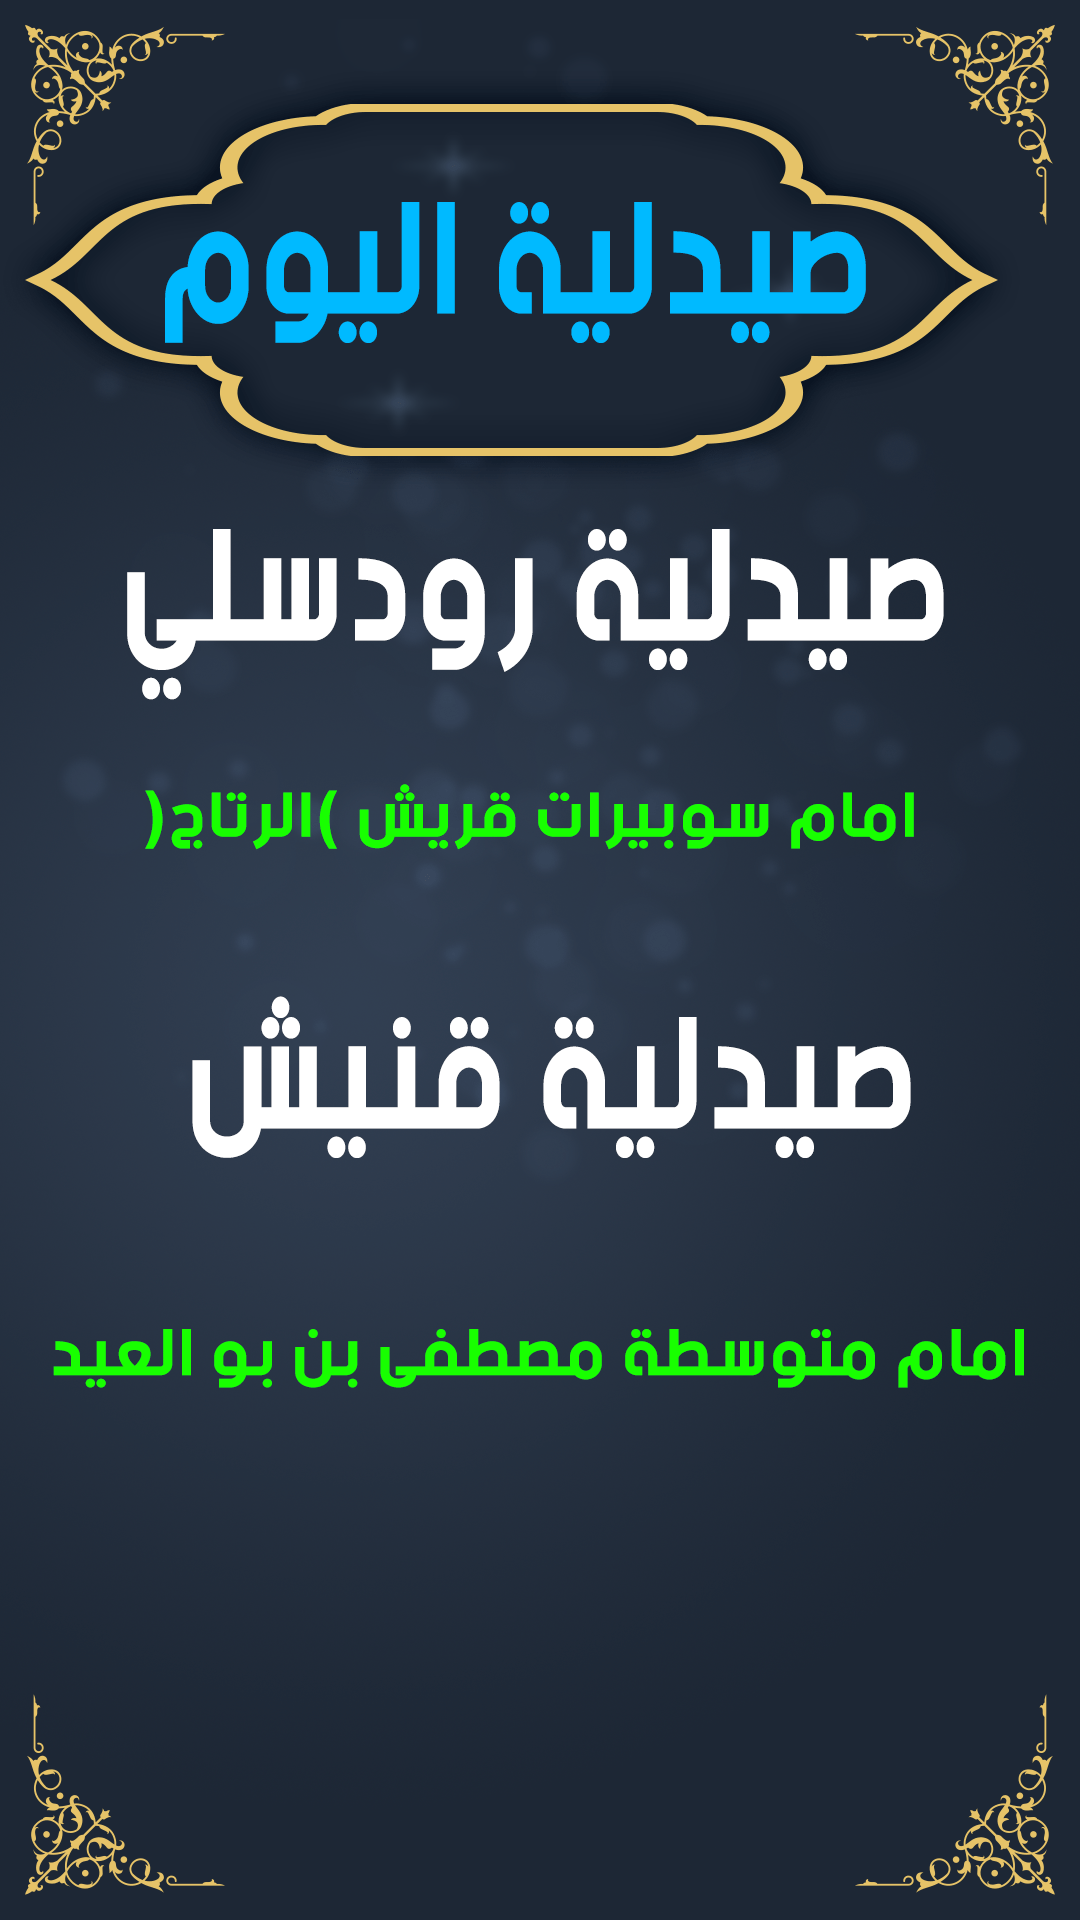 صيدلية اليوم
صيدلية رودسلي
امام سوبيرات قريش )الرتاج(
صيدلية قنيش
امام متوسطة مصطفى بن بو العيد